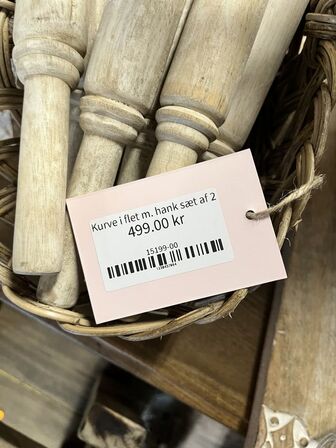 Kurve i flet m. hank sæt af 2
499.00 kr
15199-00